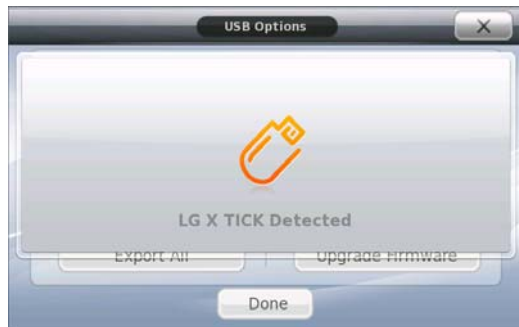 USB Options
LG X TICK Detected
Export All
Upgrade Firmware
Done